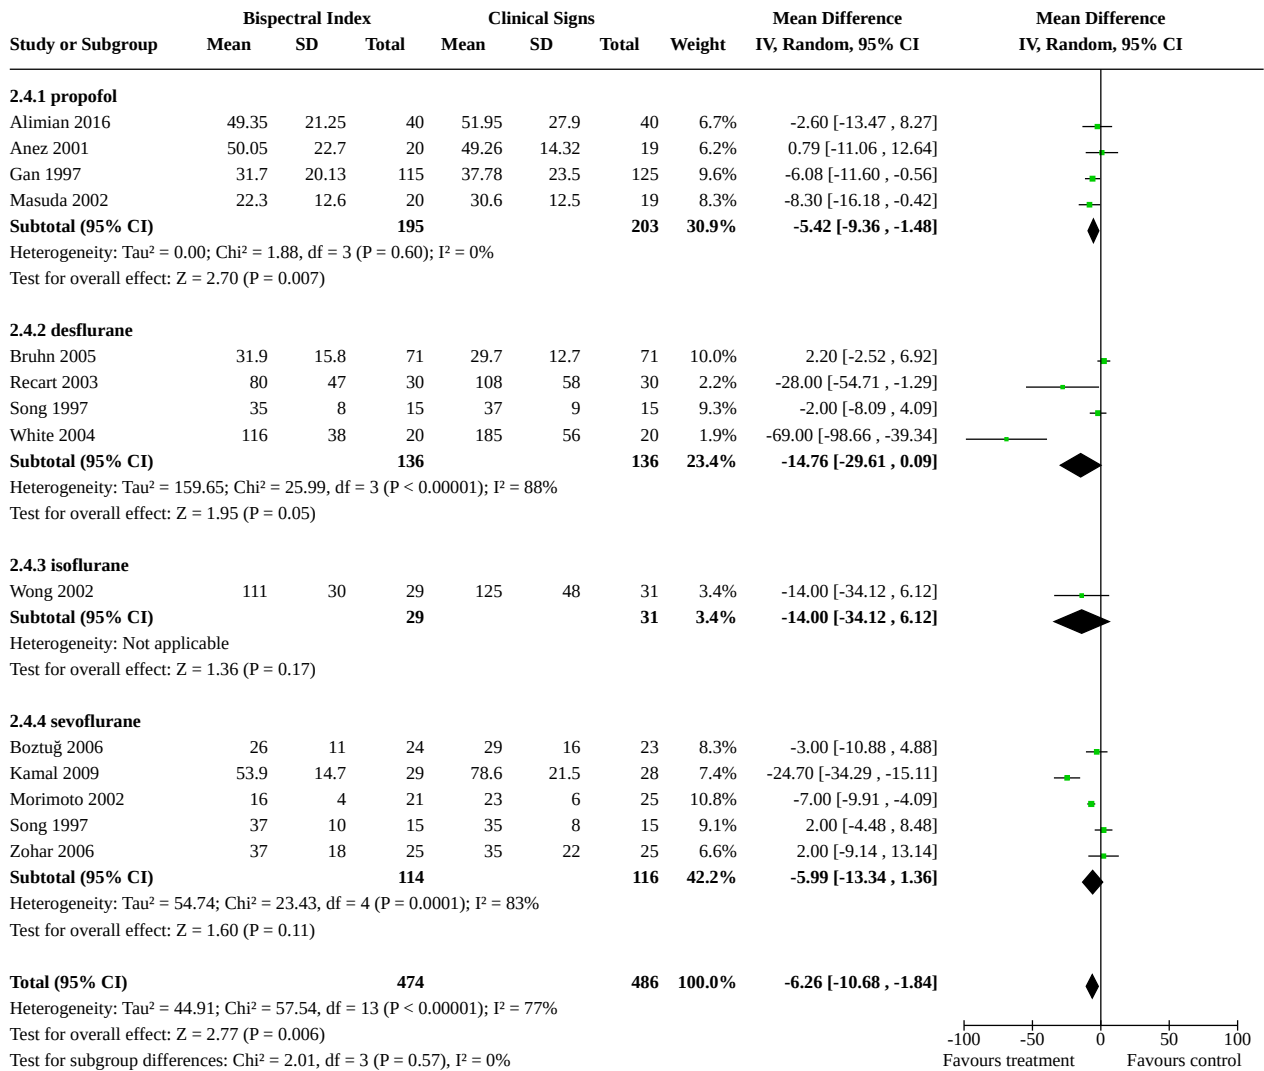 Bispectral Index Clinical Signs Mean Difference Mean Difference
Study or Subgroup Mean SD Total Mean SD Total Weight IV, Random, 95% CI IV, Random, 95% CI
2.4.1 propofol
Alimian 2016 49.35 21.25 40 51.95 27.9 40 6.7% -2.60 [-13.47 , 8.27]
Anez 2001 50.05 22.7 20 49.26 14.32 19 6.2% 0.79 [-11.06 , 12.64]
Gan 1997 31.7 20.13 115 37.78 23.5 125 9.6% -6.08 [-11.60 , -0.56]
Masuda 2002 22.3 12.6 20 30.6 12.5 19 8.3% -8.30 [-16.18 , -0.42]
Subtotal (95% CI) 195 203 30.9% -5.42 [-9.36 , -1.48]
Heterogeneity: Tau² = 0.00; Chi² = 1.88, df = 3 (P = 0.60); I² = 0%
Test for overall effect: Z = 2.70 (P = 0.007)
2.4.2 desflurane
Bruhn 2005 31.9 15.8 71 29.7 12.7 71 10.0% 2.20 [-2.52 , 6.92]
Recart 2003 80 47 30 108 58 30 2.2% -28.00 [-54.71 , -1.29]
Song 1997 35 8 15 37 9 15 9.3% -2.00 [-8.09 , 4.09]
White 2004 116 38 20 185 56 20 1.9% -69.00 [-98.66 , -39.34]
Subtotal (95% CI) 136 136 23.4% -14.76 [-29.61 , 0.09]
Heterogeneity: Tau² = 159.65; Chi² = 25.99, df = 3 (P < 0.00001); I² = 88%
Test for overall effect: Z = 1.95 (P = 0.05)
2.4.3 isoflurane
Wong 2002 111 30 29 125 48 31 3.4% -14.00 [-34.12 , 6.12]
Subtotal (95% CI) 29 31 3.4% -14.00 [-34.12 , 6.12]
Heterogeneity: Not applicable
Test for overall effect: Z = 1.36 (P = 0.17)
2.4.4 sevoflurane
Boztuğ 2006 26 11 24 29 16 23 8.3% -3.00 [-10.88 , 4.88]
Kamal 2009 53.9 14.7 29 78.6 21.5 28 7.4% -24.70 [-34.29 , -15.11]
Morimoto 2002 16 4 21 23 6 25 10.8% -7.00 [-9.91 , -4.09]
Song 1997 37 10 15 35 8 15 9.1% 2.00 [-4.48 , 8.48]
Zohar 2006 37 18 25 35 22 25 6.6% 2.00 [-9.14 , 13.14]
Subtotal (95% CI) 114 116 42.2% -5.99 [-13.34 , 1.36]
Heterogeneity: Tau² = 54.74; Chi² = 23.43, df = 4 (P = 0.0001); I² = 83%
Test for overall effect: Z = 1.60 (P = 0.11)
Total (95% CI) 474 486 100.0% -6.26 [-10.68 , -1.84]
Heterogeneity: Tau² = 44.91; Chi² = 57.54, df = 13 (P < 0.00001); I² = 77%
Test for overall effect: Z = 2.77 (P = 0.006)
-100 -50 0 50 100
Test for subgroup differences: Chi² = 2.01, df = 3 (P = 0.57), I² = 0%
Favours treatment Favours control